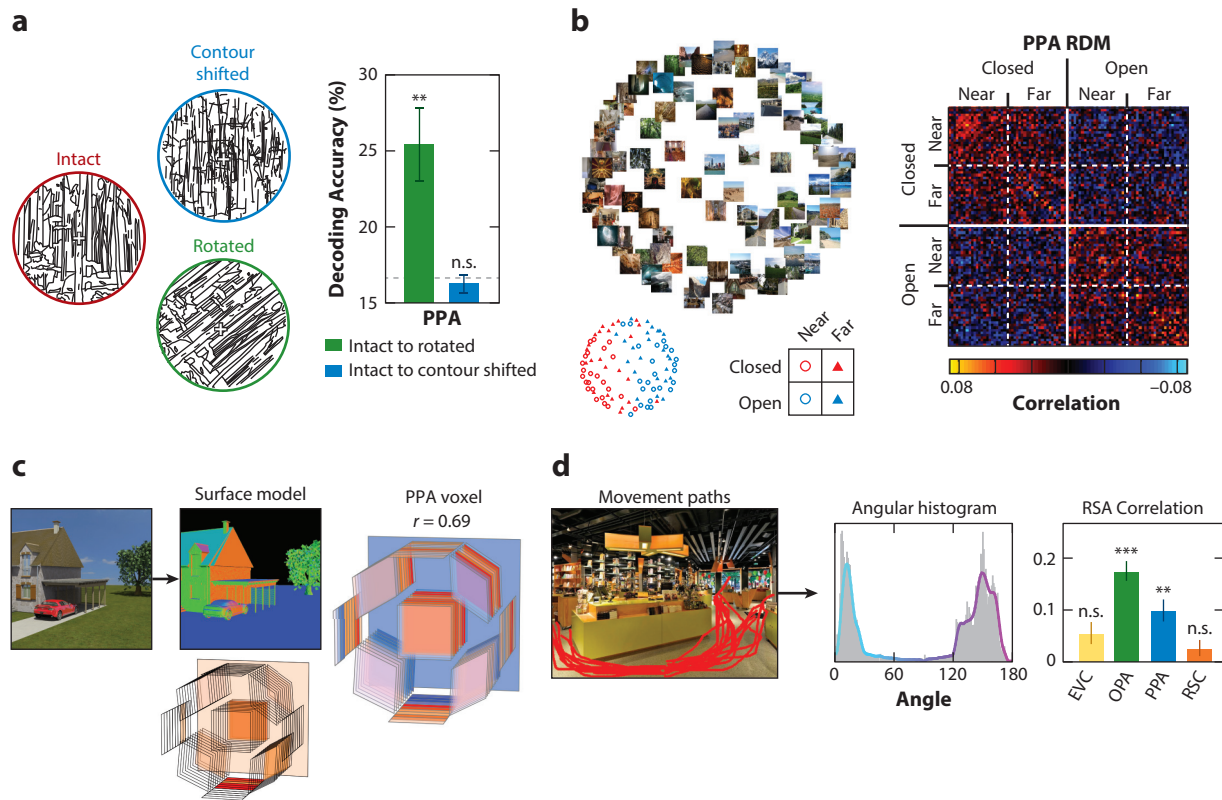 a
Contour
shifted
Intact
Rotated
Decoding Accuracy (%)
30
25
20
15
**
n.s.
PPA
Intact to rotated
Intact to contour shifted
b
Near
Far
Closed
Open
PPA RDM
Closed
Open
Near
Far
Near
Far
Closed
Near
Far
Open
Near
Far
0.08
−0.08
Correlation
c
Surface model
PPA voxel
r = 0.69
d
Movement paths
Angular histogram
0
60
120
180
Angle
RSA Correlation
0.2
0.1
0
n.s.
***
**
n.s.
EVC
OPA
PPA
RSC